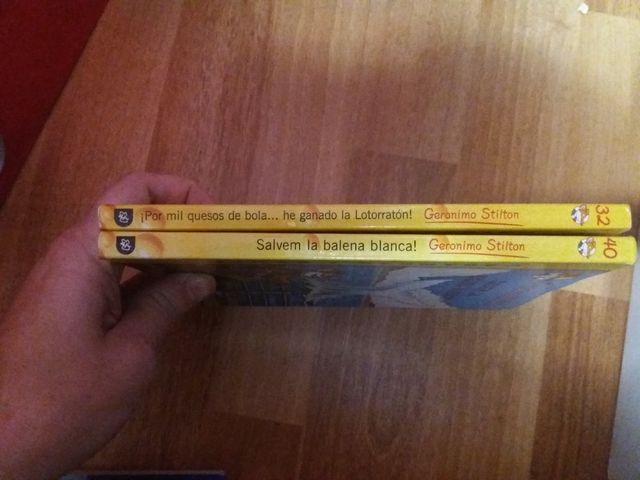 ¡Por mil quesos de bola... he ganado la Lotorratón! Geronimo Stilton 32
Salvem la balena blanca! Geronimo Stilton 40